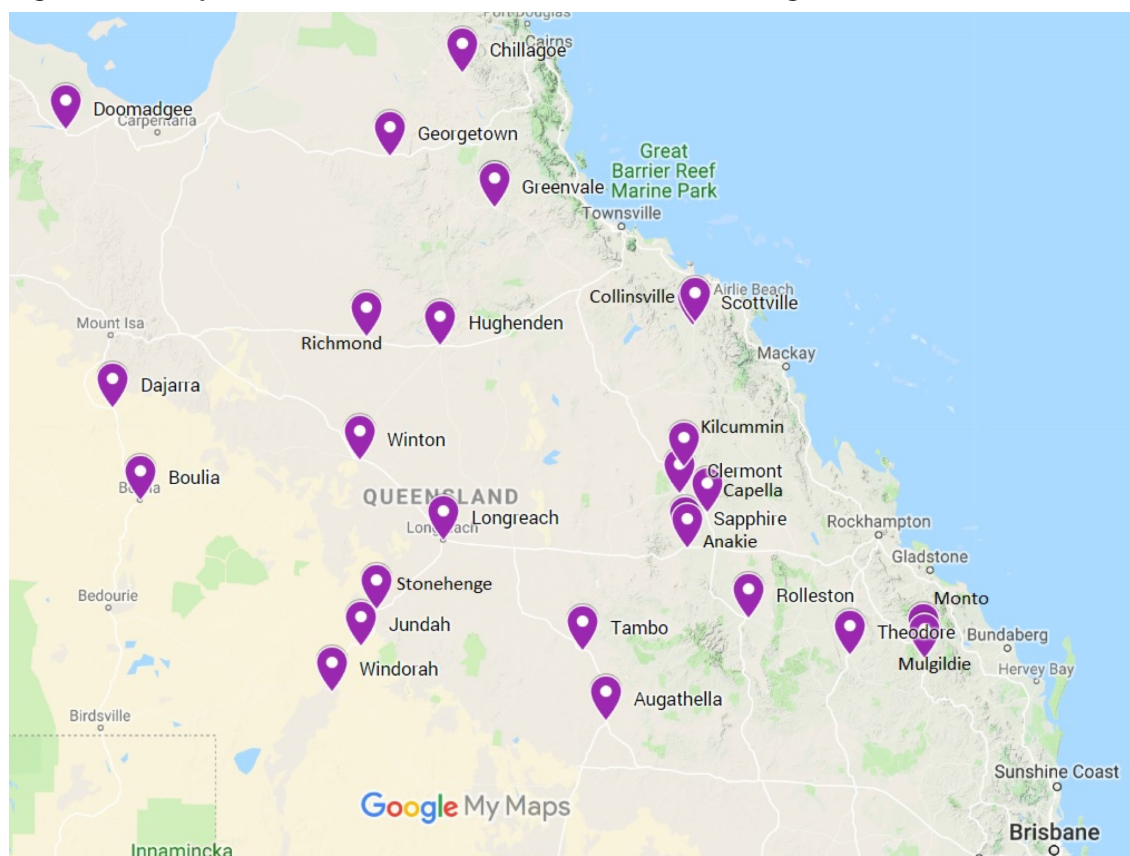 Port Douglas
Cairns
Chillagoe
Doomadgee
Carpentaria
Georgetown
Great
Barrier Reef
Marine Park
Greenvale
Townsville
Collinsville
Airlie Beach
Scottville
Mount Isa
Richmond
Hughenden
Mackay
Dajarra
Kilcummin
Winton
Boulia
Clermont
Capella
QUEENSLAND
Longreach
Longreach
Sapphire
Anakie
Rockhampton
Gladstone
Bedourie
Stonehenge
Rolleston
Monto
Jundah
Tambo
Theodore
Bundaberg
Mulgildie
Windorah
Hervey Bay
Augathella
Birdsville
Sunshine Coast
Google My Maps
Brisbane
Innamincka